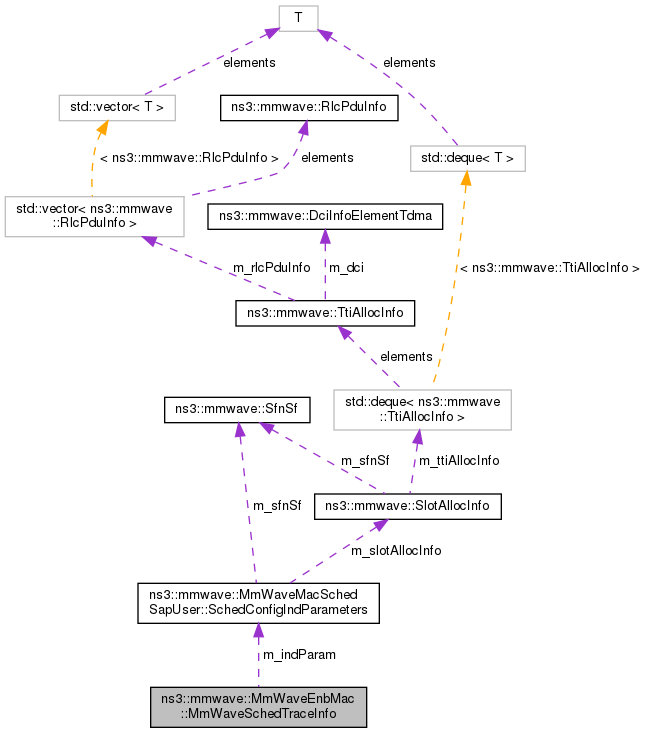 T
elements
elements
std::vector< T >
ns3::mmwave::RlcPduInfo
std::deque< T >
< ns3::mmwave::RlcPduInfo >
elements
std::vector< ns3::mmwave
::RlcPduInfo >
ns3::mmwave::DciInfoElementTdma
m_rlcPduInfo
m_dci
< ns3::mmwave::TtiAllocInfo >
ns3::mmwave::TtiAllocInfo
elements
ns3::mmwave::SfnSf
std::deque< ns3::mmwave
::TtiAllocInfo >
m_sfnSf
m_ttiAllocInfo
m_sfnSf
ns3::mmwave::SlotAllocInfo
m_slotAllocInfo
ns3::mmwave::MmWaveMacSched
SapUser::SchedConfigIndParameters
m_indParam
ns3::mmwave::MmWaveEnbMac
::MmWaveSchedTraceInfo